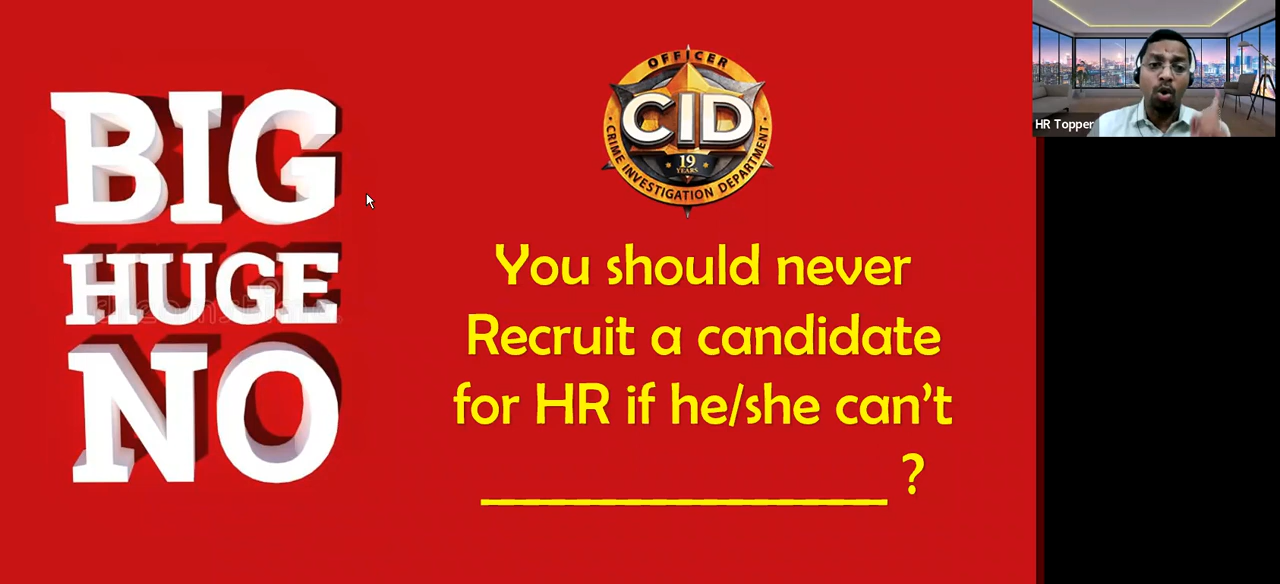 BIG
HUGE
NO
OFFICER
CID
19
YEARS
CRIME INVESTIGATION DEPARTMENT
You should never
Recruit a candidate
for HR if he/she can't
_______________ ?
HR Topper